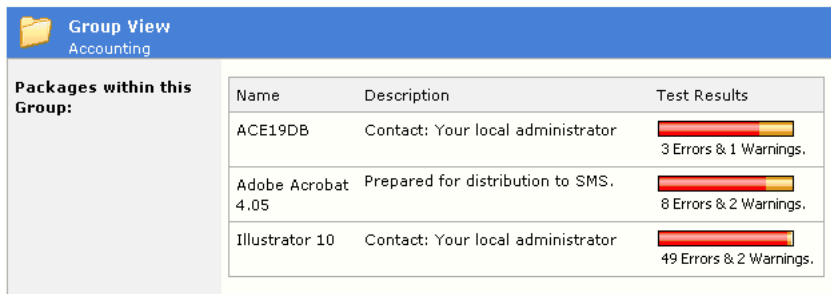 Group View
Accounting
Packages within this
Group:
Name Description Test Results
ACE19DB Contact: Your local administrator
3 Errors & 1 Warnings.
Adobe Acrobat Prepared for distribution to SMS.
4.05
8 Errors & 2 Warnings.
Illustrator 10 Contact: Your local administrator
49 Errors & 2 Warnings.